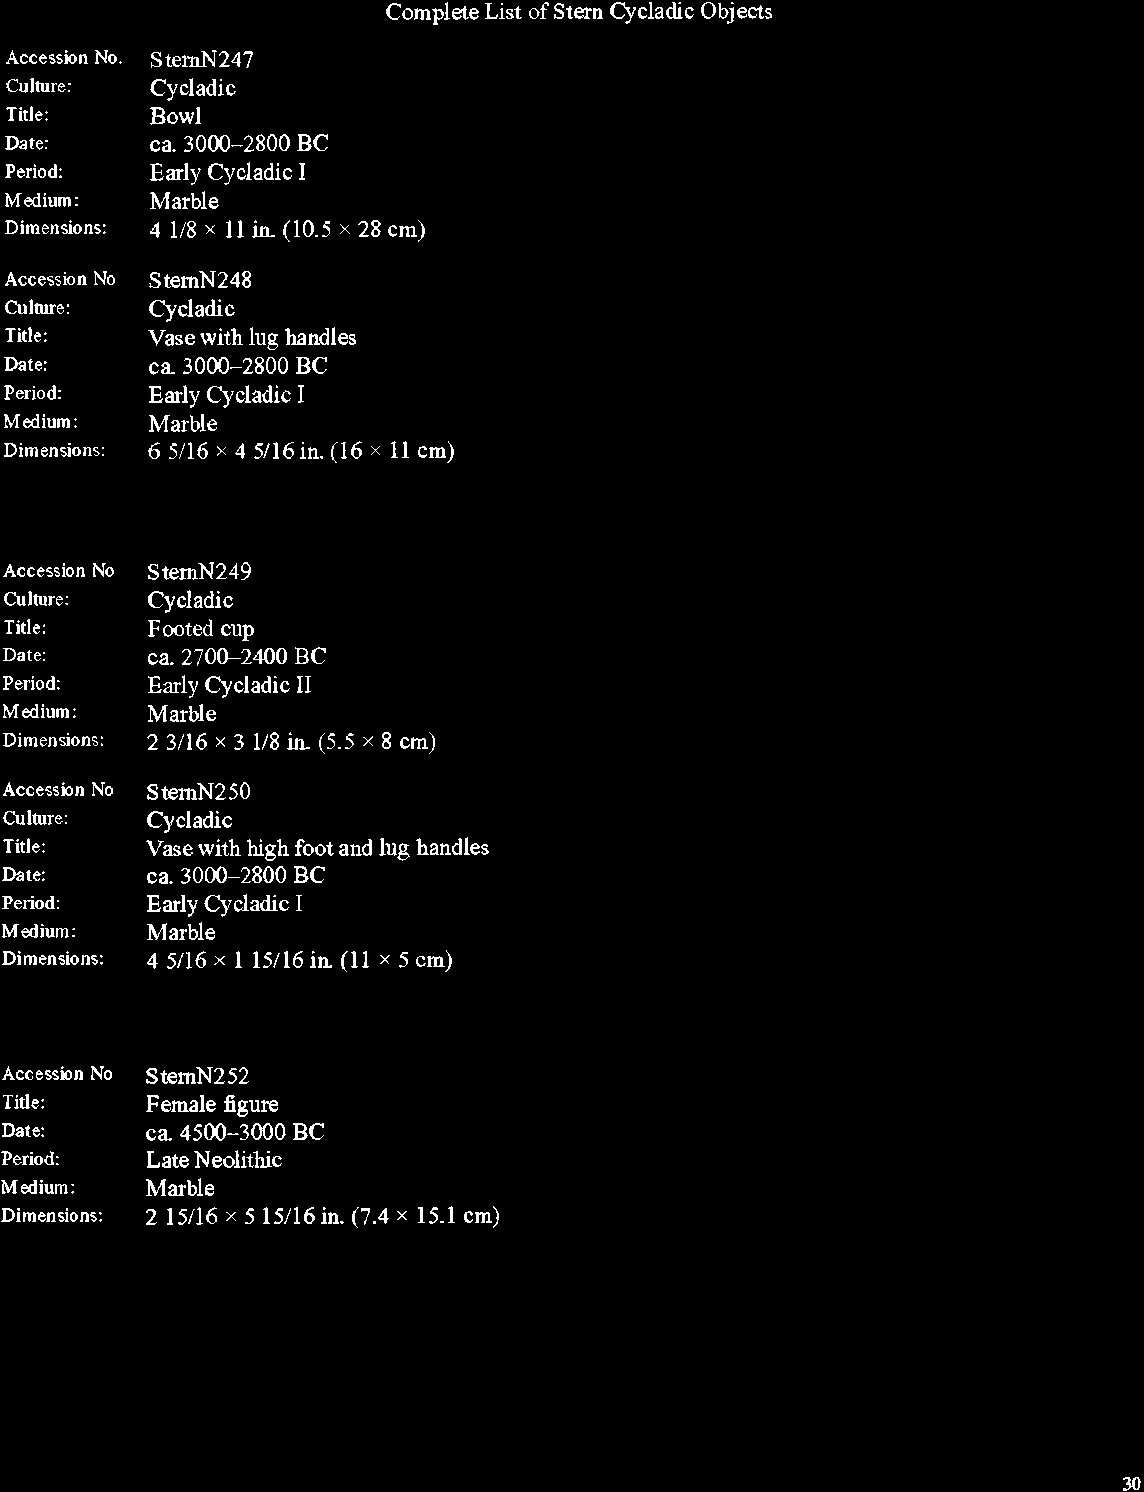 Complete List of Stern Cycladic Objects
Accession No. SternN247
Culture: Cycladic
Title: Bowl
Date: ca. 3000–2800 BC
Period: Early Cycladic I
Medium: Marble
Dimensions: 4 1/8 × 11 in. (10.5 × 28 cm)
Accession No SternN248
Culture: Cycladic
Title: Vase with lug handles
Date: ca. 3000–2800 BC
Period: Early Cycladic I
Medium: Marble
Dimensions: 6 5/16 × 4 5/16 in. (16 × 11 cm)
Accession No SternN249
Culture: Cycladic
Title: Footed cup
Date: ca. 2700–2400 BC
Period: Early Cycladic II
Medium: Marble
Dimensions: 2 3/16 × 3 1/8 in. (5.5 × 8 cm)
Accession No SternN250
Culture: Cycladic
Title: Vase with high foot and lug handles
Date: ca. 3000–2800 BC
Period: Early Cycladic I
Medium: Marble
Dimensions: 4 5/16 × 1 15/16 in. (11 × 5 cm)
Accession No SternN252
Title: Female figure
Date: ca. 4500–3000 BC
Period: Late Neolithic
Medium: Marble
Dimensions: 2 15/16 × 5 15/16 in. (7.4 × 15.1 cm)
30